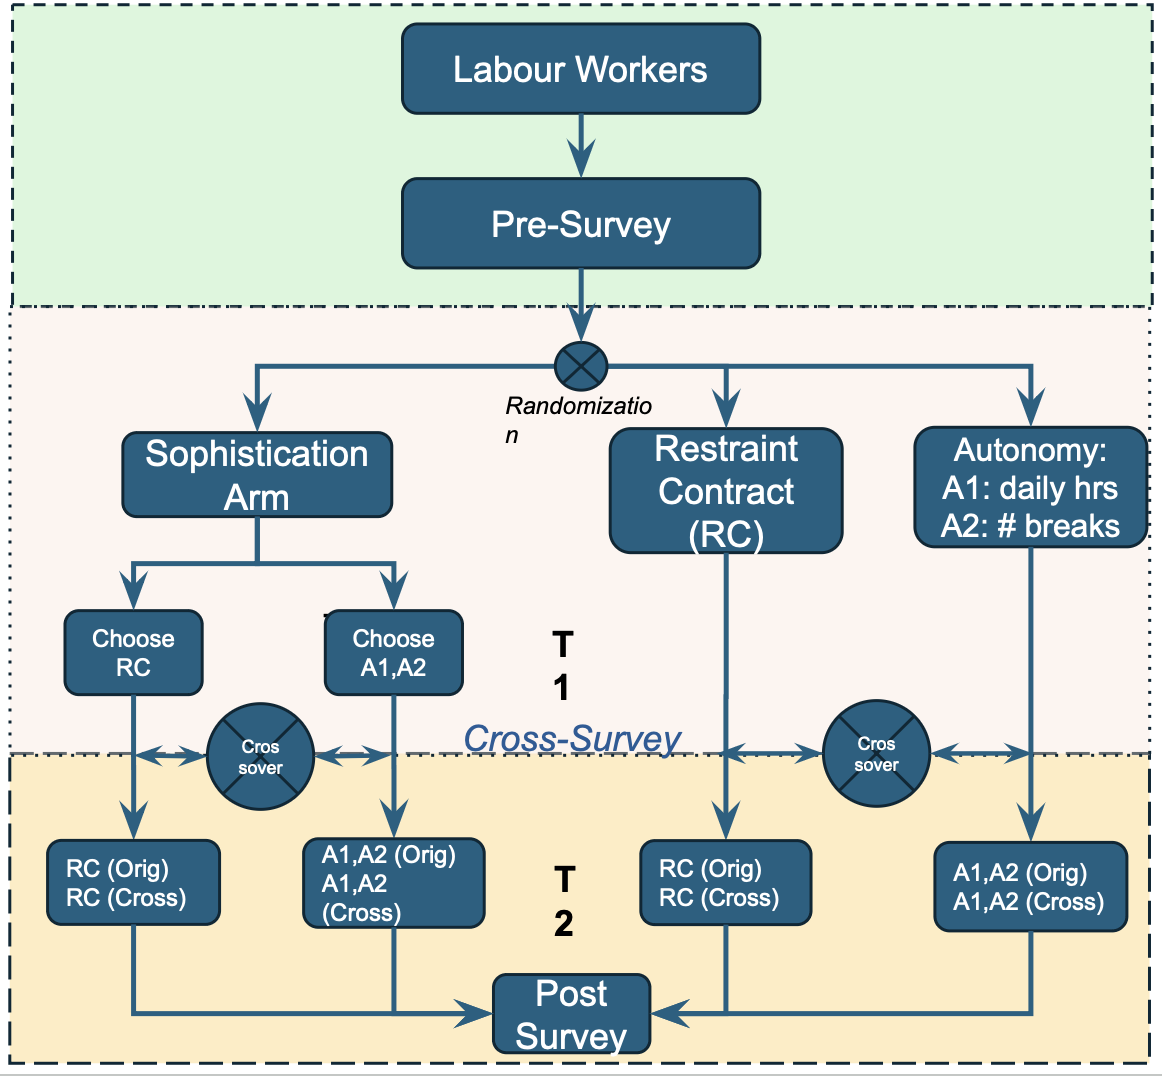 Labour Workers
Pre-Survey
Randomizatio
n
Sophistication
Arm
Restraint
Contract
(RC)
Autonomy:
A1: daily hrs
A2: # breaks
Choose
RC
Choose
A1,A2
T
1
Cross-Survey
Cros
sover
Cros
sover
RC (Orig)
RC (Cross)
A1,A2 (Orig)
A1,A2
(Cross)
T
2
RC (Orig)
RC (Cross)
A1,A2 (Orig)
A1,A2 (Cross)
Post
Survey